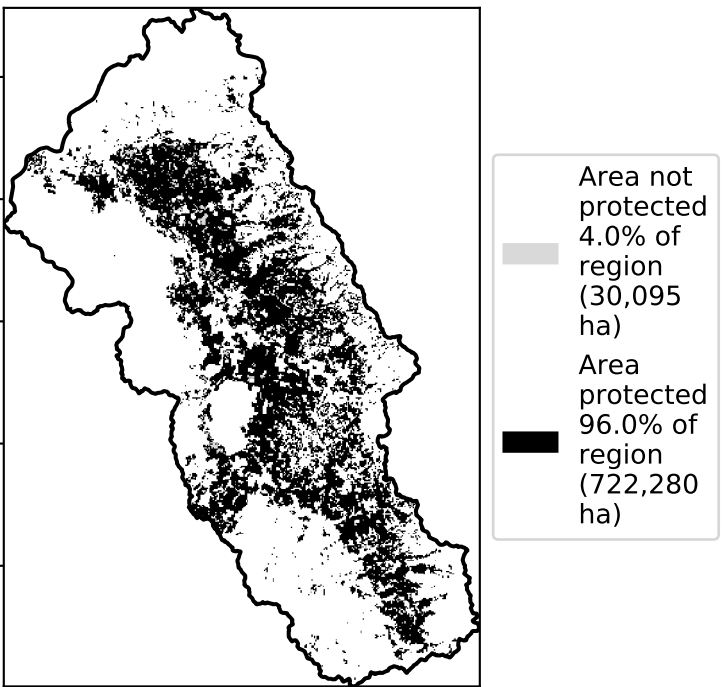 Area not
protected
4.0% of
region
(30,095
ha)
Area
protected
96.0% of
region
(722,280
ha)